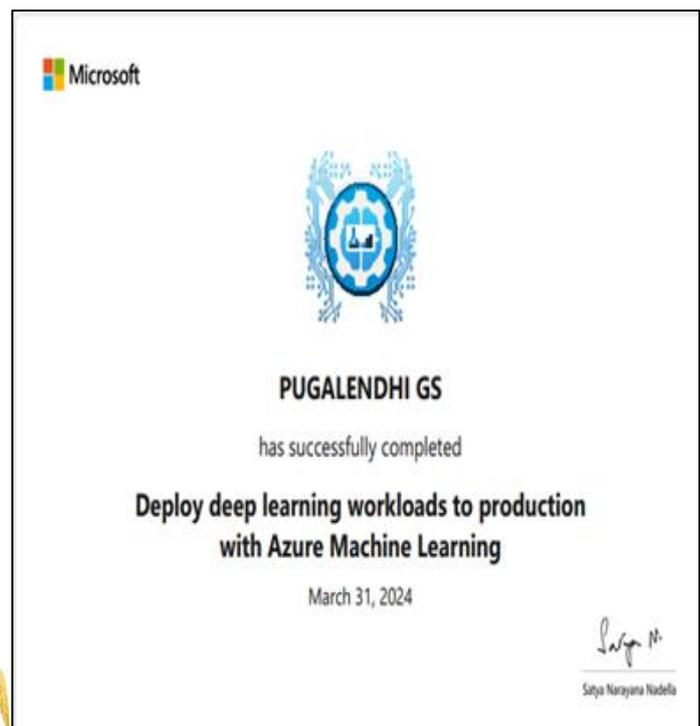 Microsoft
PUGALENDHI GS
has successfully completed
Deploy deep learning workloads to production
with Azure Machine Learning
March 31, 2024
Satya N.
Satya Narayana Nadella